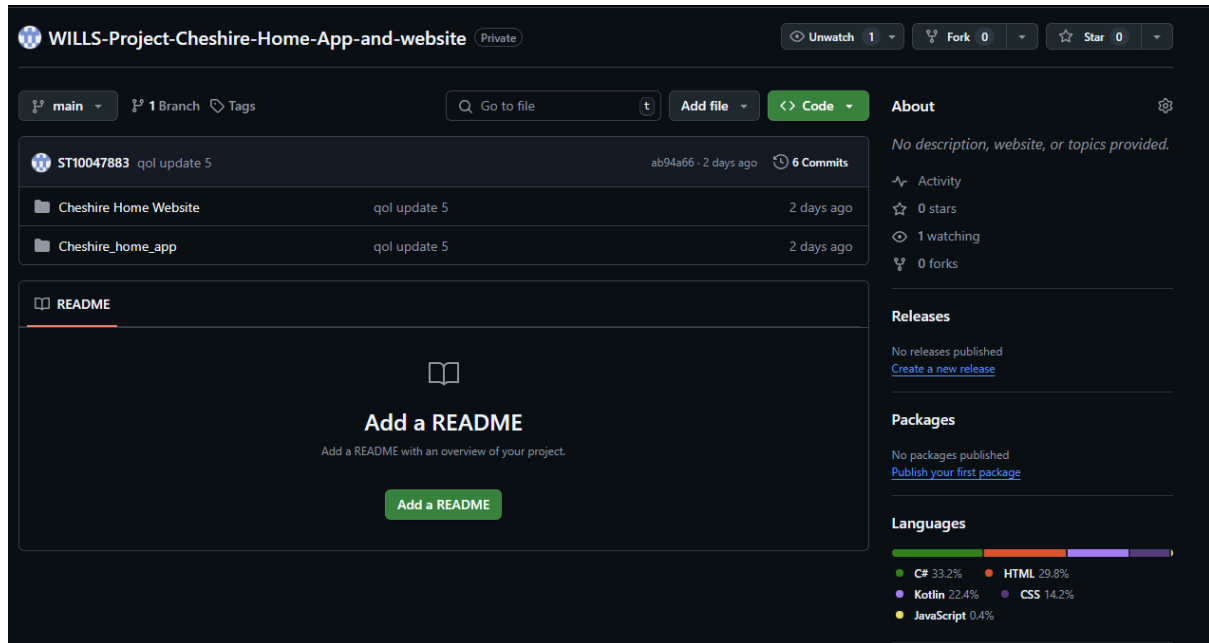 WILLS-Project-Cheshire-Home-App-and-website Private
Unwatch 1 Fork 0 Star 0
main 1 Branch Tags Go to file t Add file Code
ST10047883 qol update 5 ab94a66 · 2 days ago 6 Commits
Cheshire Home Website qol update 5 2 days ago
Cheshire_home_app qol update 5 2 days ago
README
Add a README
Add a README with an overview of your project.
Add a README
About
No description, website, or topics provided.
Activity
0 stars
1 watching
0 forks
Releases
No releases published
Create a new release
Packages
No packages published
Publish your first package
Languages
C# 33.2% HTML 29.8%
Kotlin 22.4% CSS 14.2%
JavaScript 0.4%